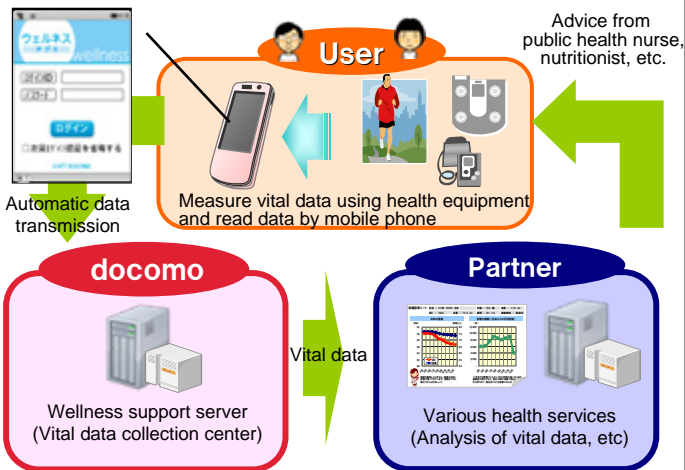 ウェルネス
wellness
ログイン
User
Advice from
public health nurse,
nutritionist, etc.
Measure vital data using health equipment
and read data by mobile phone
Automatic data
transmission
docomo
Partner
Vital data
Wellness support server
(Vital data collection center)
Various health services
(Analysis of vital data, etc)